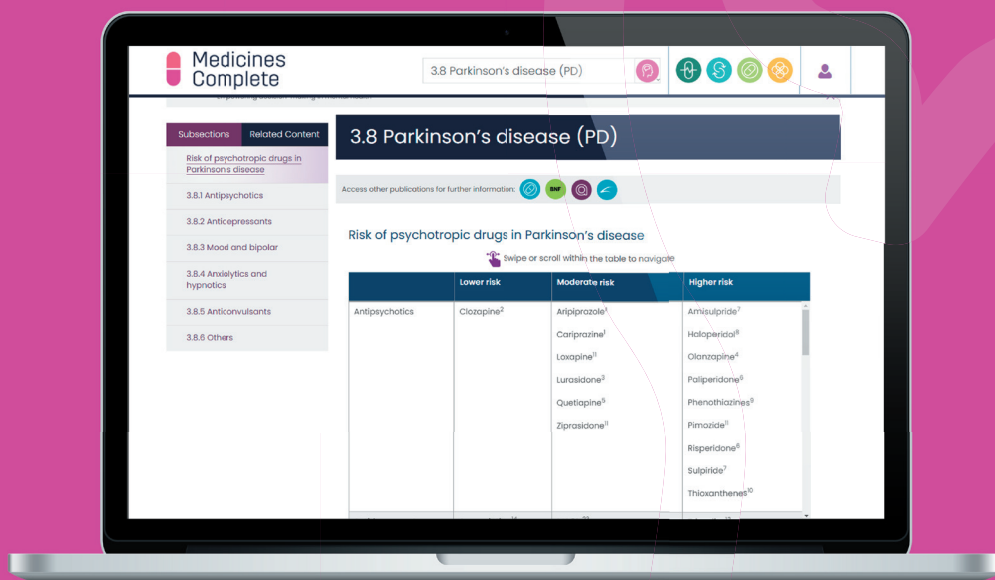 Medicines
Complete
3.8 Parkinson's disease (PD)
Subsections
Related Content
3.8 Parkinson's disease (PD)
Risk of psychotropic drugs in
Parkinsons disease
3.8.1 Antipsychotics
3.8.2 Anticepressants
3.8.3 Mood and bipolar
3.8.4 Anxielytics and
hypnotics
3.8.5 Anticonvulsants
3.8.6 Others
Access other publications for further information:
BNF
Risk of psychotropic drugs in Parkinson's disease
Swipe or scroll within the table to navigate
Lower risk
Moderate risk
Higher risk
Antipsychotics
Clozapine²
Aripiprazole¹
Cariprazine¹
Loxapine¹¹
Lurasidone³
Quetiapine⁵
Ziprasidone¹¹
Amisulpride⁷
Haloperidol⁸
Olanzapine⁴
Paliperidone⁶
Phenothiazines⁹
Pimozide¹¹
Risperidone⁶
Sulpiride⁷
Thioxanthenes¹⁰